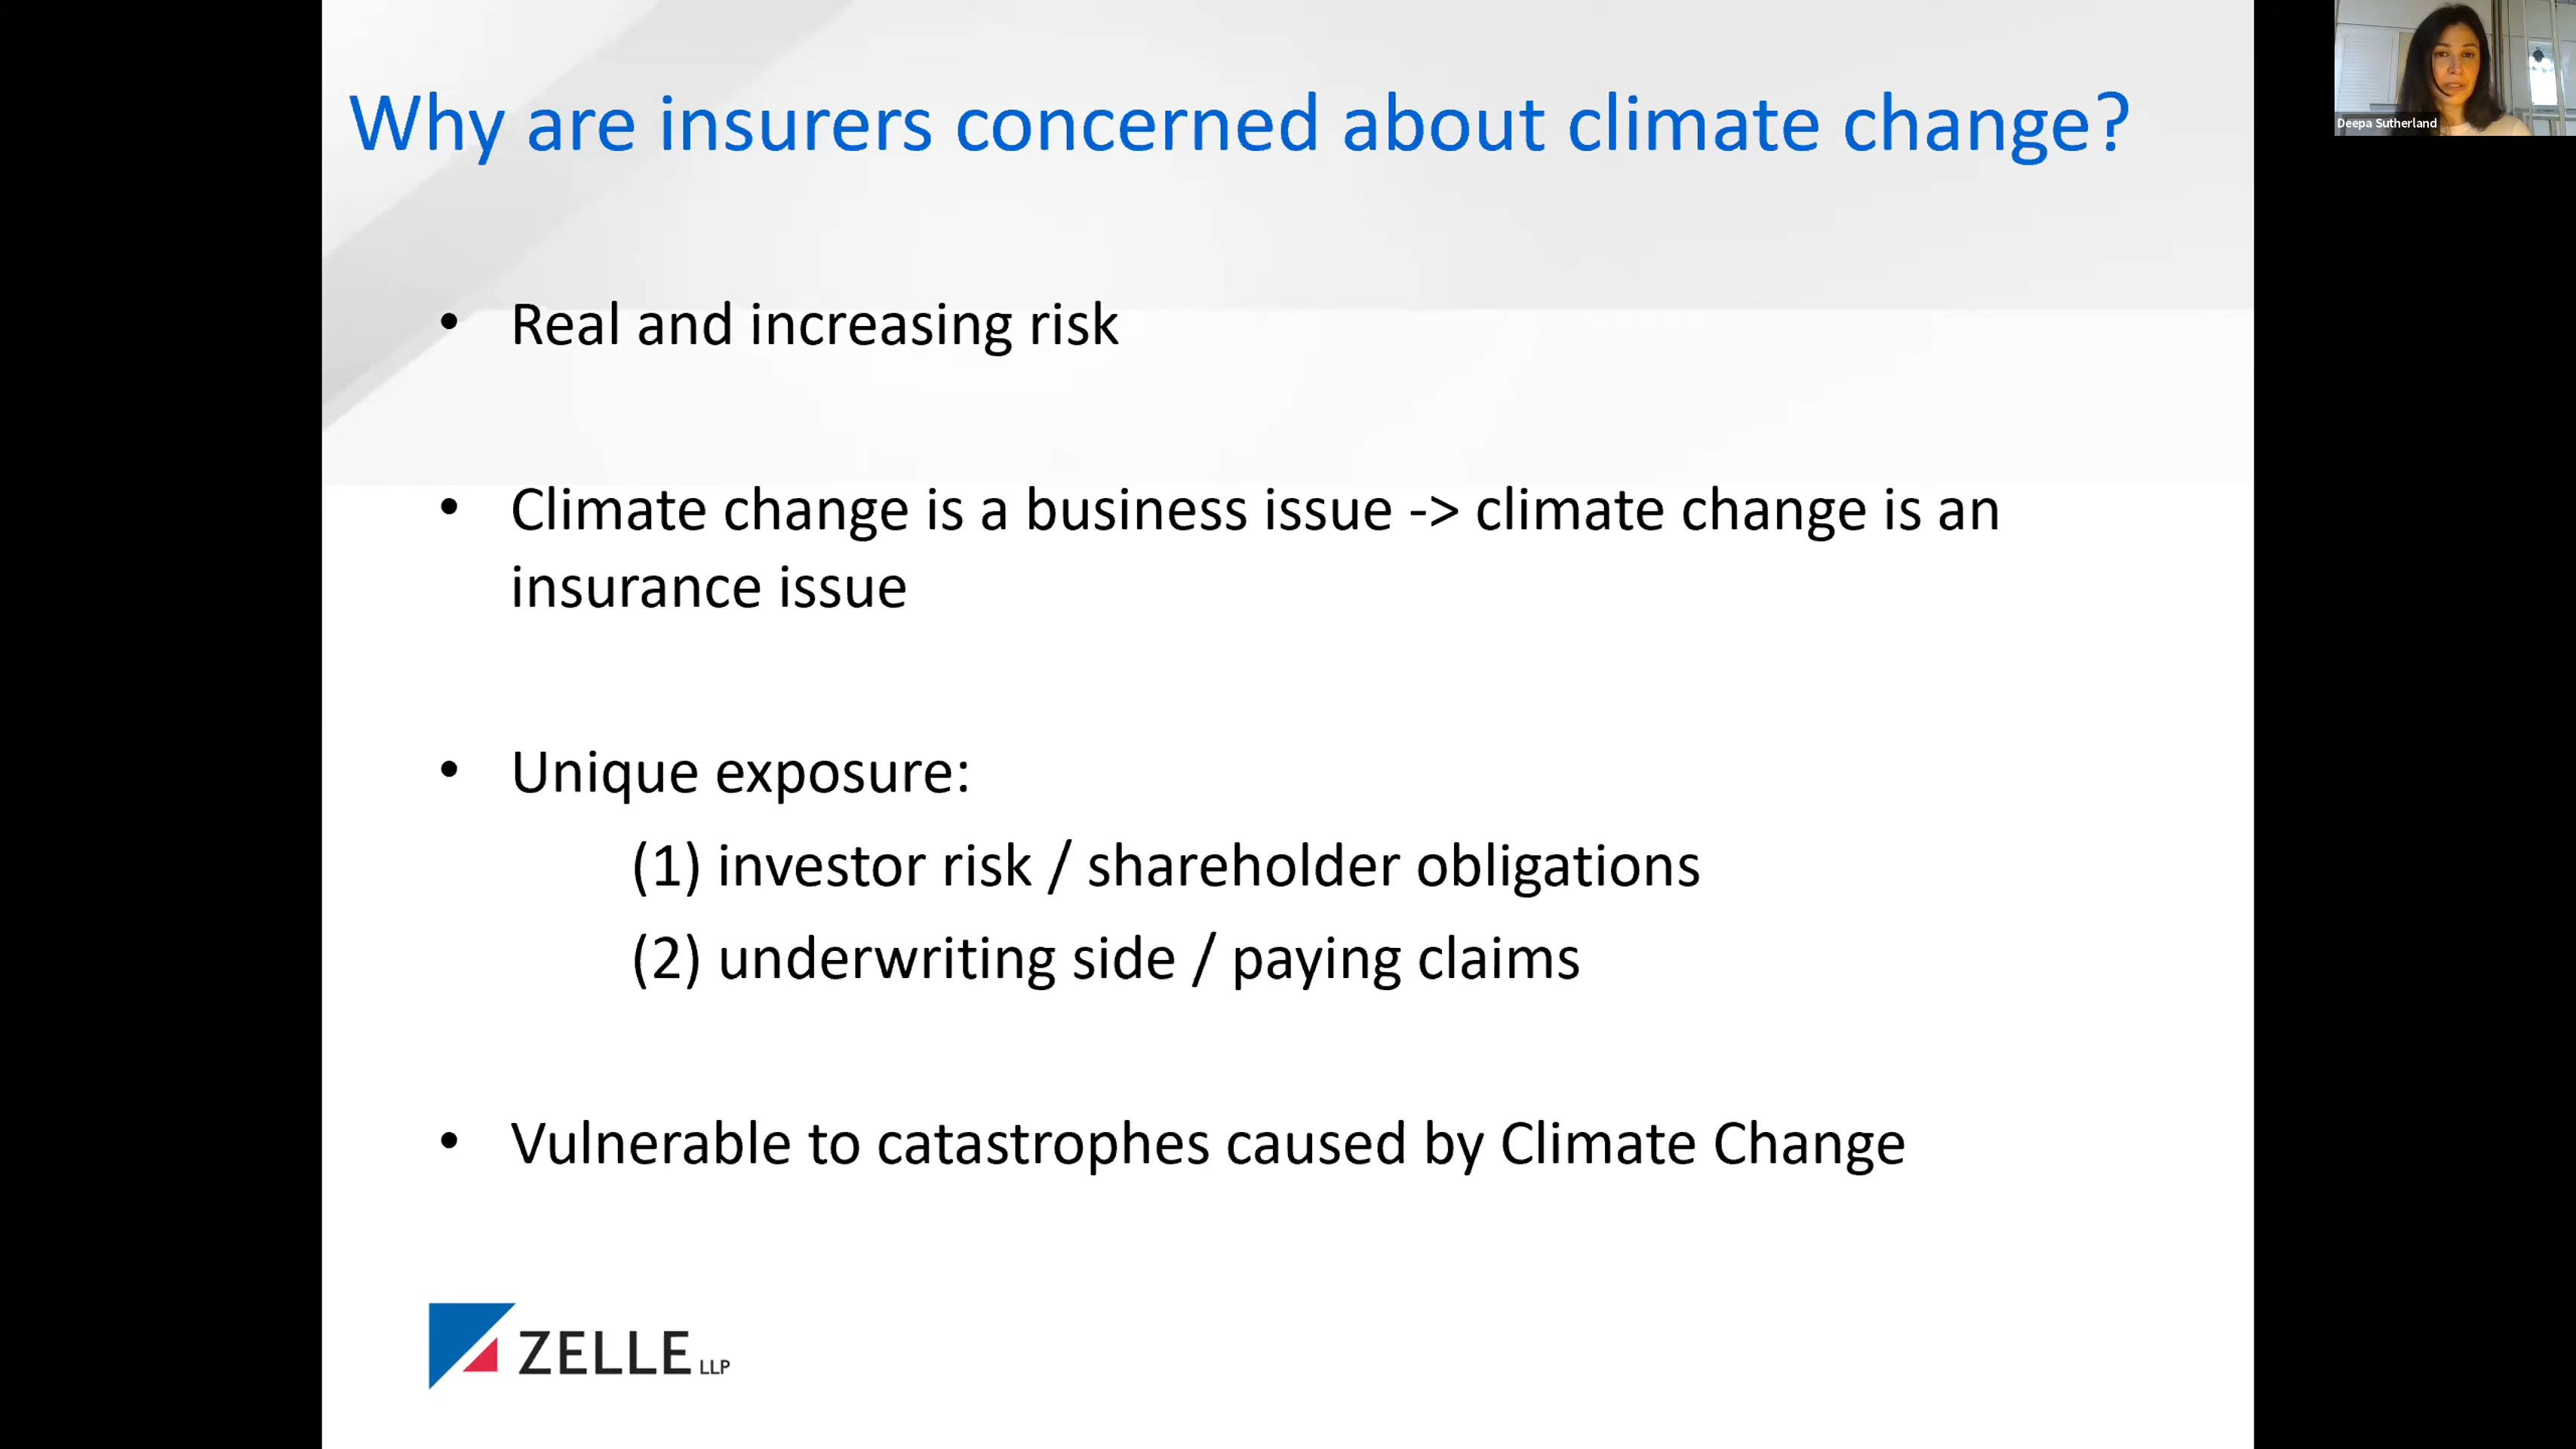 Why are insurers concerned about climate change?
Deepa Sutherland
• Real and increasing risk
• Climate change is a business issue -> climate change is an
insurance issue
• Unique exposure:
(1) investor risk / shareholder obligations
(2) underwriting side / paying claims
• Vulnerable to catastrophes caused by Climate Change
ZELLE LLP